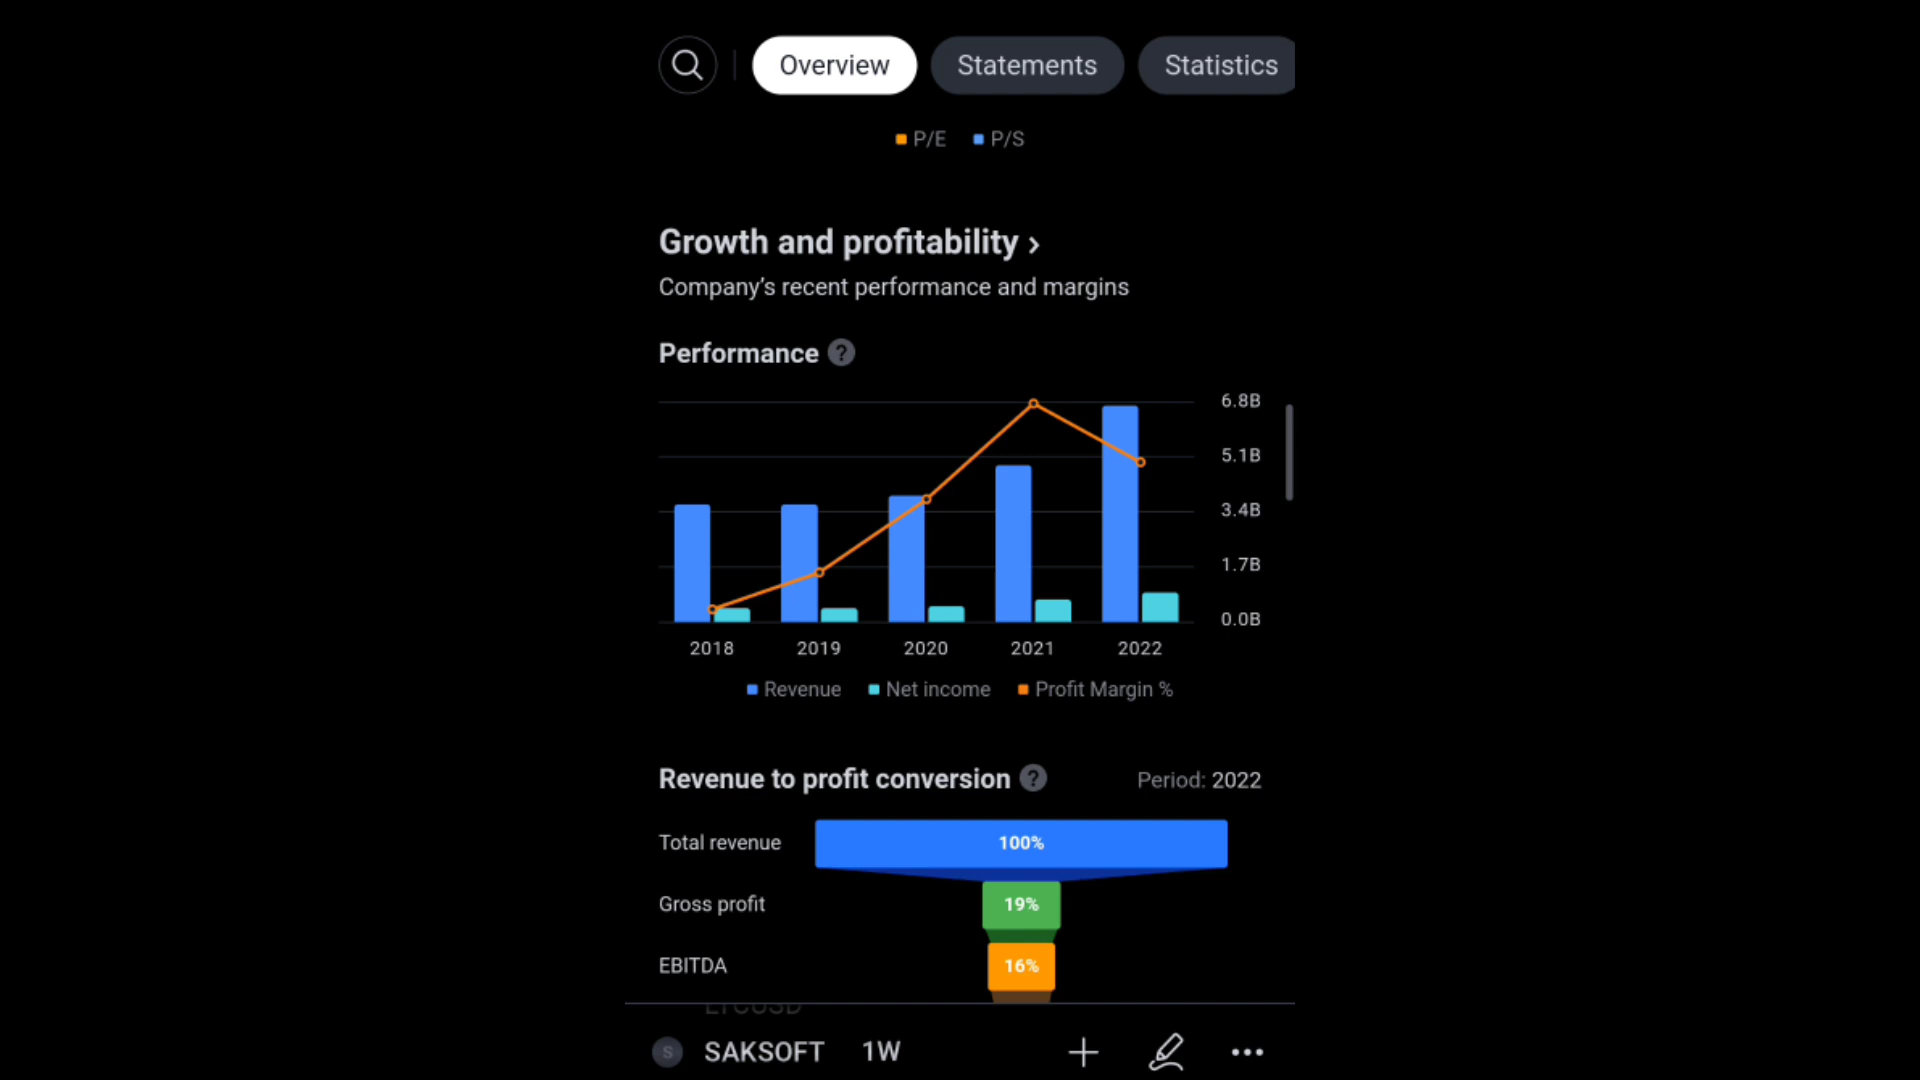 Overview Statements Statistics
P/E P/S
Growth and profitability ›
Company's recent performance and margins
Performance ?
6.8B
5.1B
3.4B
1.7B
0.0B
2018 2019 2020 2021 2022
Revenue Net income Profit Margin %
Revenue to profit conversion ? Period: 2022
Total revenue 100%
Gross profit 19%
EBITDA 16%
S SAKSOFT 1W